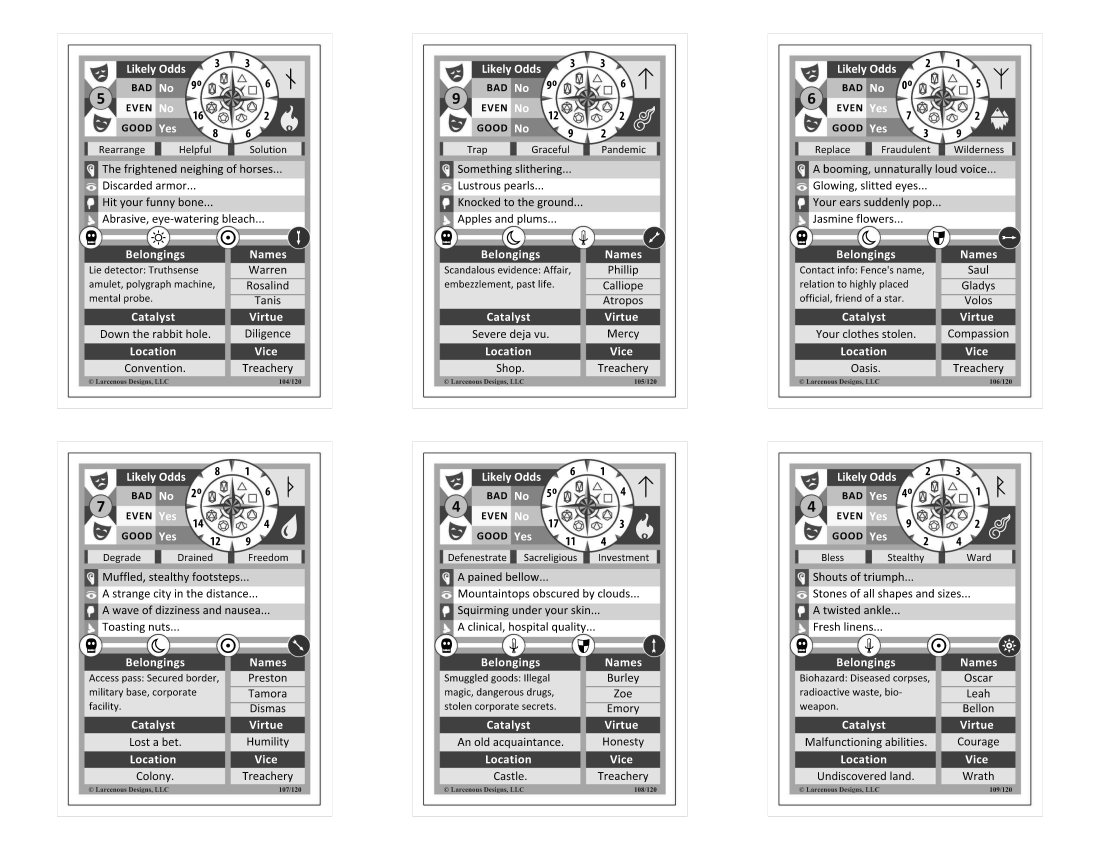 Likely Odds
5
BAD No
EVEN No
GOOD Yes
3 3
9⁰ 6
16 2
8 6
Rearrange Helpful Solution
The frightened neighing of horses...
Discarded armor...
Hit your funny bone...
Abrasive, eye-watering bleach...
Belongings Names
Lie detector: Truthsense Warren
amulet, polygraph machine, Rosalind
mental probe. Tanis
Catalyst Virtue
Down the rabbit hole. Diligence
Location Vice
Convention. Treachery
© Larcenous Designs, LLC 104/120
Likely Odds
9
BAD No
EVEN No
GOOD No
3 3
9⁰ 6
12 2
9 2
Trap Graceful Pandemic
Something slithering...
Lustrous pearls...
Knocked to the ground...
Apples and plums...
Belongings Names
Scandalous evidence: Affair, Phillip
embezzlement, past life. Calliope
Atropos
Catalyst Virtue
Severe deja vu. Mercy
Location Vice
Shop. Treachery
© Larcenous Designs, LLC 105/120
Likely Odds
6
BAD No
EVEN Yes
GOOD Yes
7 2
0⁰ 5
7 2
3 9
Replace Fraudulent Wilderness
A booming, unnaturally loud voice...
Glowing, slitted eyes...
Your ears suddenly pop...
Jasmine flowers...
Belongings Names
Contact info: Fence's name, Saul
relation to highly placed Gladys
official, friend of a star. Volos
Catalyst Virtue
Your clothes stolen. Compassion
Location Vice
Oasis. Treachery
© Larcenous Designs, LLC 106/120
Likely Odds
7
BAD No
EVEN Yes
GOOD Yes
8 1
2⁰ 6
14 4
12 9
Degrade Drained Freedom
Muffled, stealthy footsteps...
A strange city in the distance...
A wave of dizziness and nausea...
Toasting nuts...
Belongings Names
Access pass: Secured border, Preston
military base, corporate Tamora
facility. Dismas
Catalyst Virtue
Lost a bet. Humility
Location Vice
Colony. Treachery
© Larcenous Designs, LLC 107/120
Likely Odds
4
BAD No
EVEN Yes
GOOD Yes
6 1
5⁰ 4
17 3
11 4
Defenestrate Sacreligious Investment
A pained bellow...
Mountaintops obscured by clouds...
Squirming under your skin...
A clinical, hospital quality...
Belongings Names
Smuggled goods: Illegal Burley
magic, dangerous drugs, Zoe
stolen corporate secrets. Emory
Catalyst Virtue
An old acquaintance. Honesty
Location Vice
Castle. Treachery
© Larcenous Designs, LLC 108/120
Likely Odds
4
BAD Yes
EVEN Yes
GOOD Yes
2 3
4⁰ 1
9 2
2 4
Bless Stealthy Ward
Shouts of triumph...
Stones of all shapes and sizes...
A twisted ankle...
Fresh linens...
Belongings Names
Biohazard: Diseased corpses, Oscar
radioactive waste, bio- Leah
weapon. Bellon
Catalyst Virtue
Malfunctioning abilities. Courage
Location Vice
Undiscovered land. Wrath
© Larcenous Designs, LLC 109/120